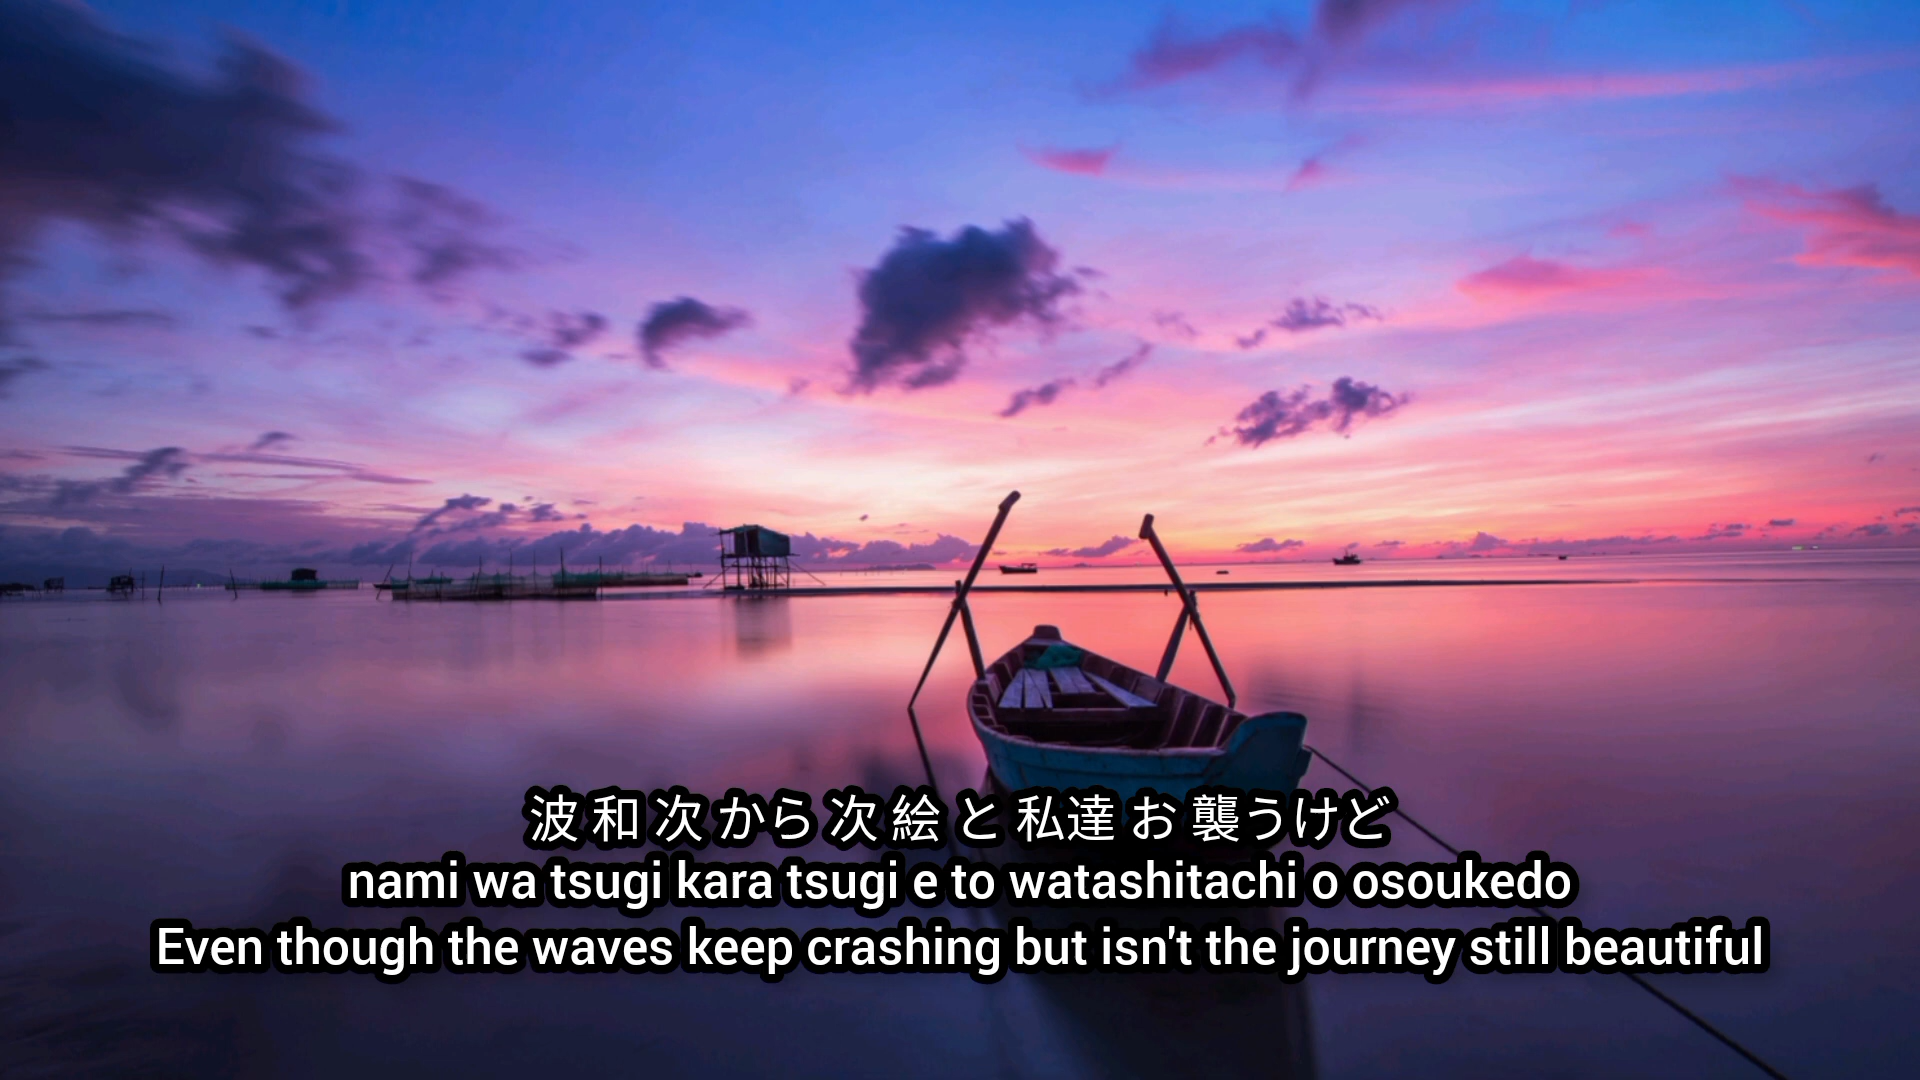 波 和 次 から 次 絵 と 私達 お 襲うけど
nami wa tsugi kara tsugi e to watashitachi o osoukedo
Even though the waves keep crashing but isn't the journey still beautiful